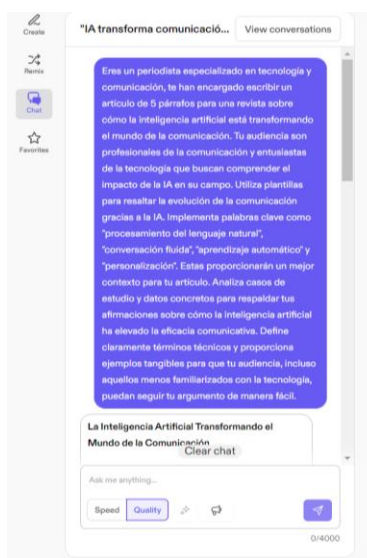 Create
Remix
Chat
Favorites
"IA transforma comunicació...
View conversations
Eres un periodista especializado en tecnología y
comunicación, te han encargado escribir un
artículo de 5 párrafos para una revista sobre
cómo la inteligencia artificial está transformando
el mundo de la comunicación. Tu audiencia son
profesionales de la comunicación y entusiastas
de la tecnología que buscan comprender el
impacto de la IA en su campo. Utiliza plantillas
para resaltar la evolución de la comunicación
gracias a la IA. Implementa palabras clave como
"procesamiento del lenguaje natural",
"conversación fluida", "aprendizaje automático" y
"personalización". Estas proporcionarán un mejor
contexto para tu artículo. Analiza casos de
estudio y datos concretos para respaldar tus
afirmaciones sobre cómo la inteligencia artificial
ha elevado la eficacia comunicativa. Define
claramente términos técnicos y proporciona
ejemplos tangibles para que tu audiencia, incluso
aquellos menos familiarizados con la tecnología,
puedan seguir tu argumento de manera fácil.
La Inteligencia Artificial Transformando el
Mundo de la Comunicación
Clear chat
Ask me anything...
Speed
Quality
0/4000